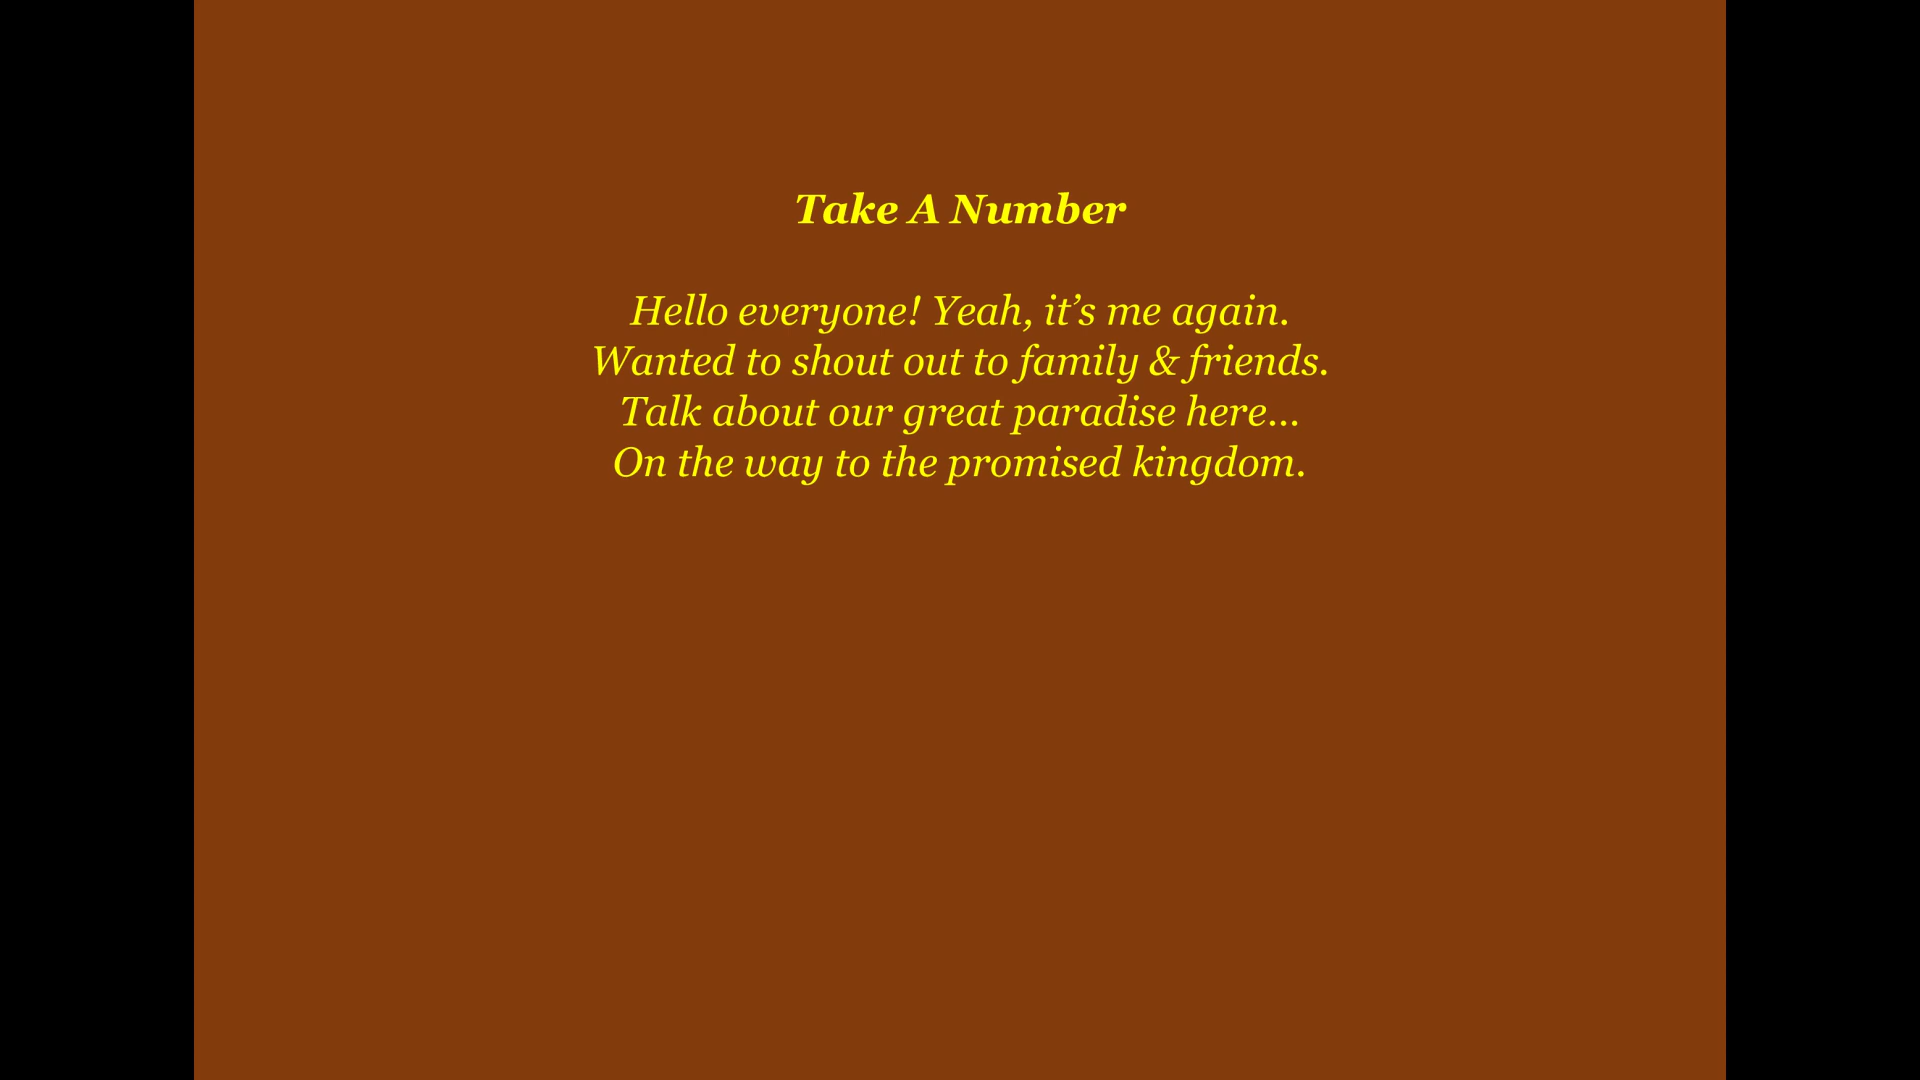 Take A Number
Hello everyone! Yeah, it’s me again.
Wanted to shout out to family & friends.
Talk about our great paradise here...
On the way to the promised kingdom.